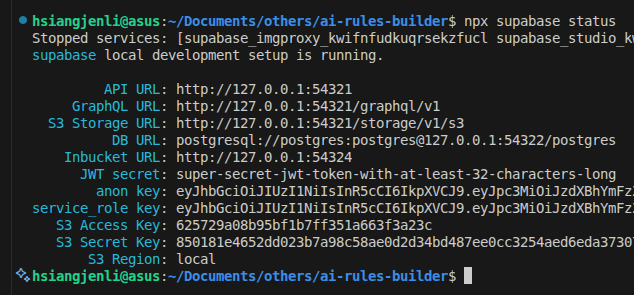 hsiangjenli@asus:~/Documents/others/ai-rules-builder$ npx supabase status
Stopped services: [supabase_imgproxy_kwifnfudkuqrsekzfucl supabase_studio_kw
supabase local development setup is running.
API URL: http://127.0.0.1:54321
GraphQL URL: http://127.0.0.1:54321/graphql/v1
S3 Storage URL: http://127.0.0.1:54321/storage/v1/s3
DB URL: postgresql://postgres:postgres@127.0.0.1:54322/postgres
Inbucket URL: http://127.0.0.1:54324
JWT secret: super-secret-jwt-token-with-at-least-32-characters-long
anon key: eyJhbGciOiJIUzI1NiIsInR5cCI6IkpXVCJ9.eyJpc3MiOiJzdXBhYmFz
service_role key: eyJhbGciOiJIUzI1NiIsInR5cCI6IkpXVCJ9.eyJpc3MiOiJzdXBhYmFz
S3 Access Key: 625729a08b95bf1b7ff351a663f3a23c
S3 Secret Key: 850181e4652dd023b7a98c58ae0d2d34bd487ee0cc3254aed6eda37307
S3 Region: local
hsiangjenli@asus:~/Documents/others/ai-rules-builder$